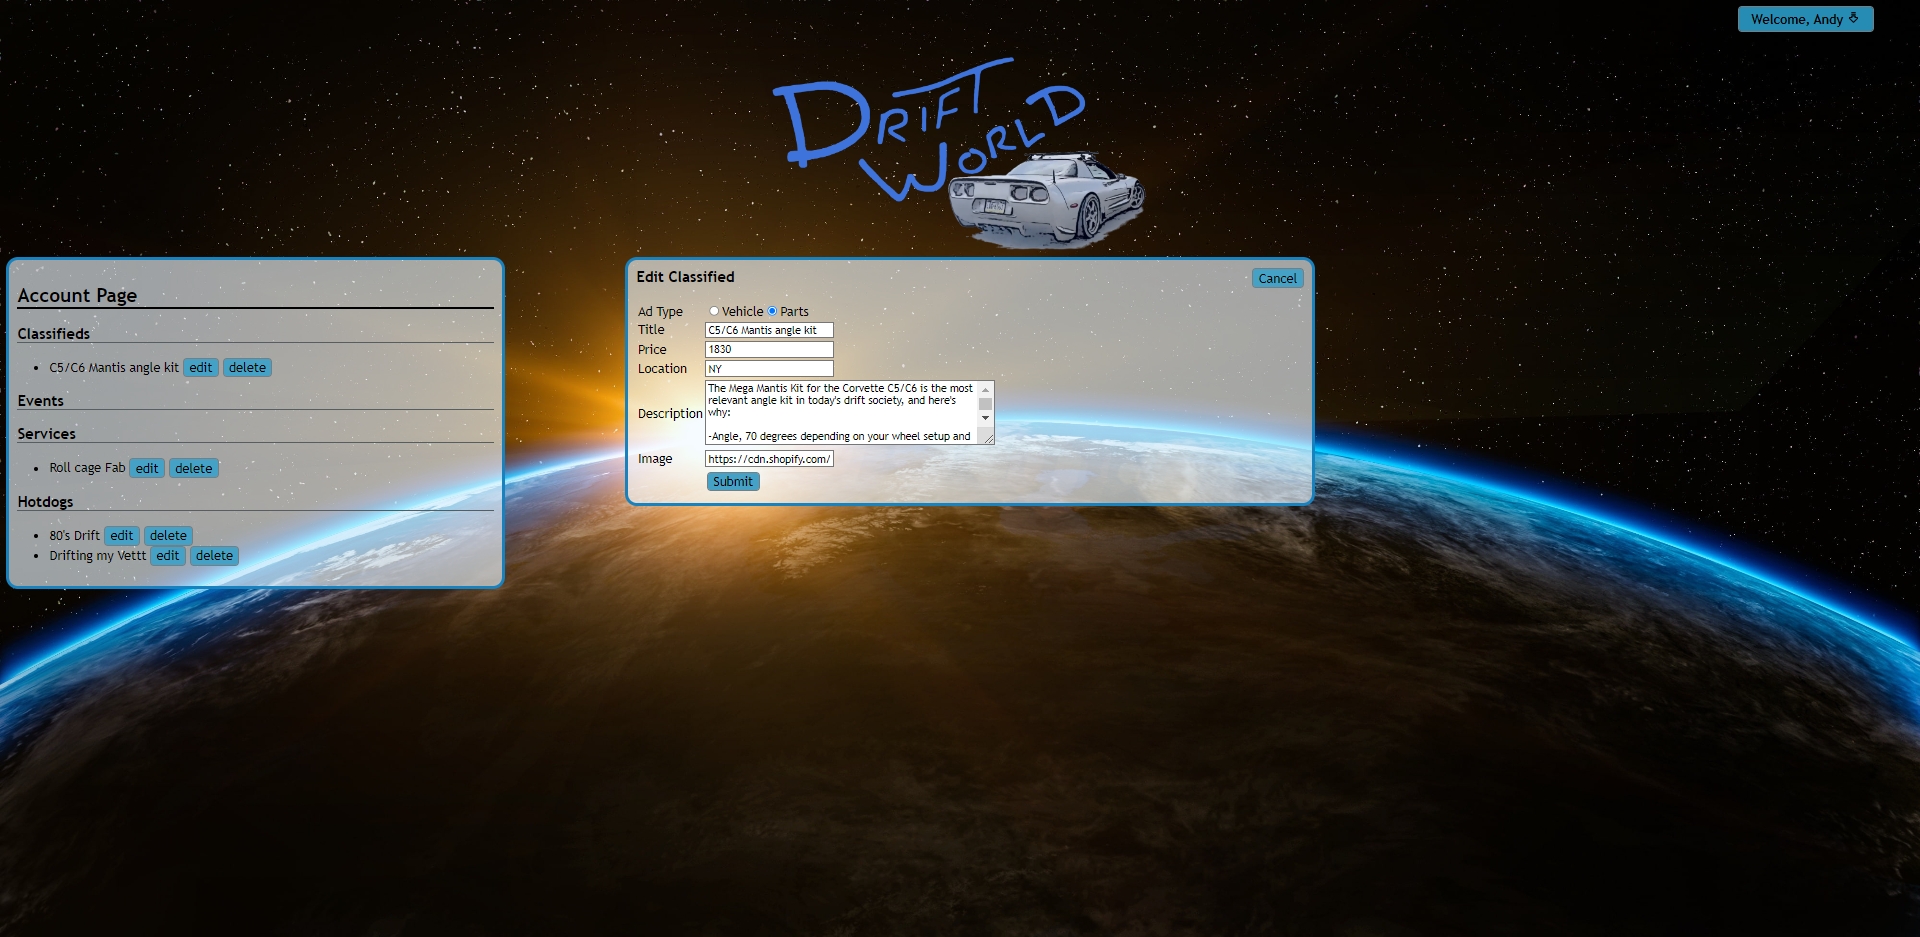 Welcome, Andy
DRIFT
WORLD
Account Page
Classifieds
C5/C6 Mantis angle kit edit delete
Events
Services
Roll cage Fab edit delete
Hotdogs
80's Drift edit delete
Drifting my Vettt edit delete
Edit Classified
Cancel
Ad Type Vehicle Parts
Title C5/C6 Mantis angle kit
Price 1830
Location NY
Description
The Mega Mantis Kit for the Corvette C5/C6 is the most
relevant angle kit in today's drift society, and here's
why:
-Angle, 70 degrees depending on your wheel setup and
Image https://cdn.shopify.com/
Submit